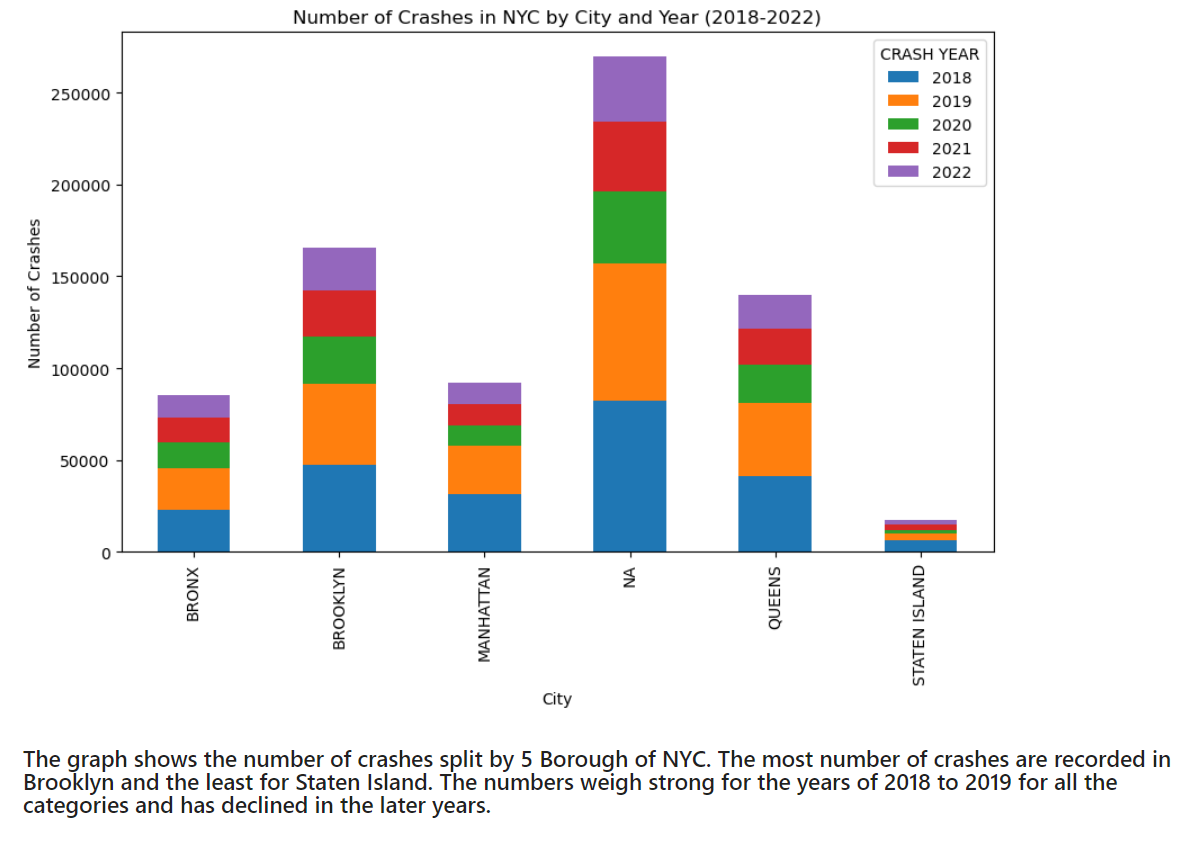 Number of Crashes in NYC by City and Year (2018-2022)
CRASH YEAR
2018
2019
2020
2021
2022
Number of Crashes
250000
200000
150000
100000
50000
0
BRONX
BROOKLYN
MANHATTAN
NA
QUEENS
STATEN ISLAND
City
The graph shows the number of crashes split by 5 Borough of NYC. The most number of crashes are recorded in
Brooklyn and the least for Staten Island. The numbers weigh strong for the years of 2018 to 2019 for all the
categories and has declined in the later years.